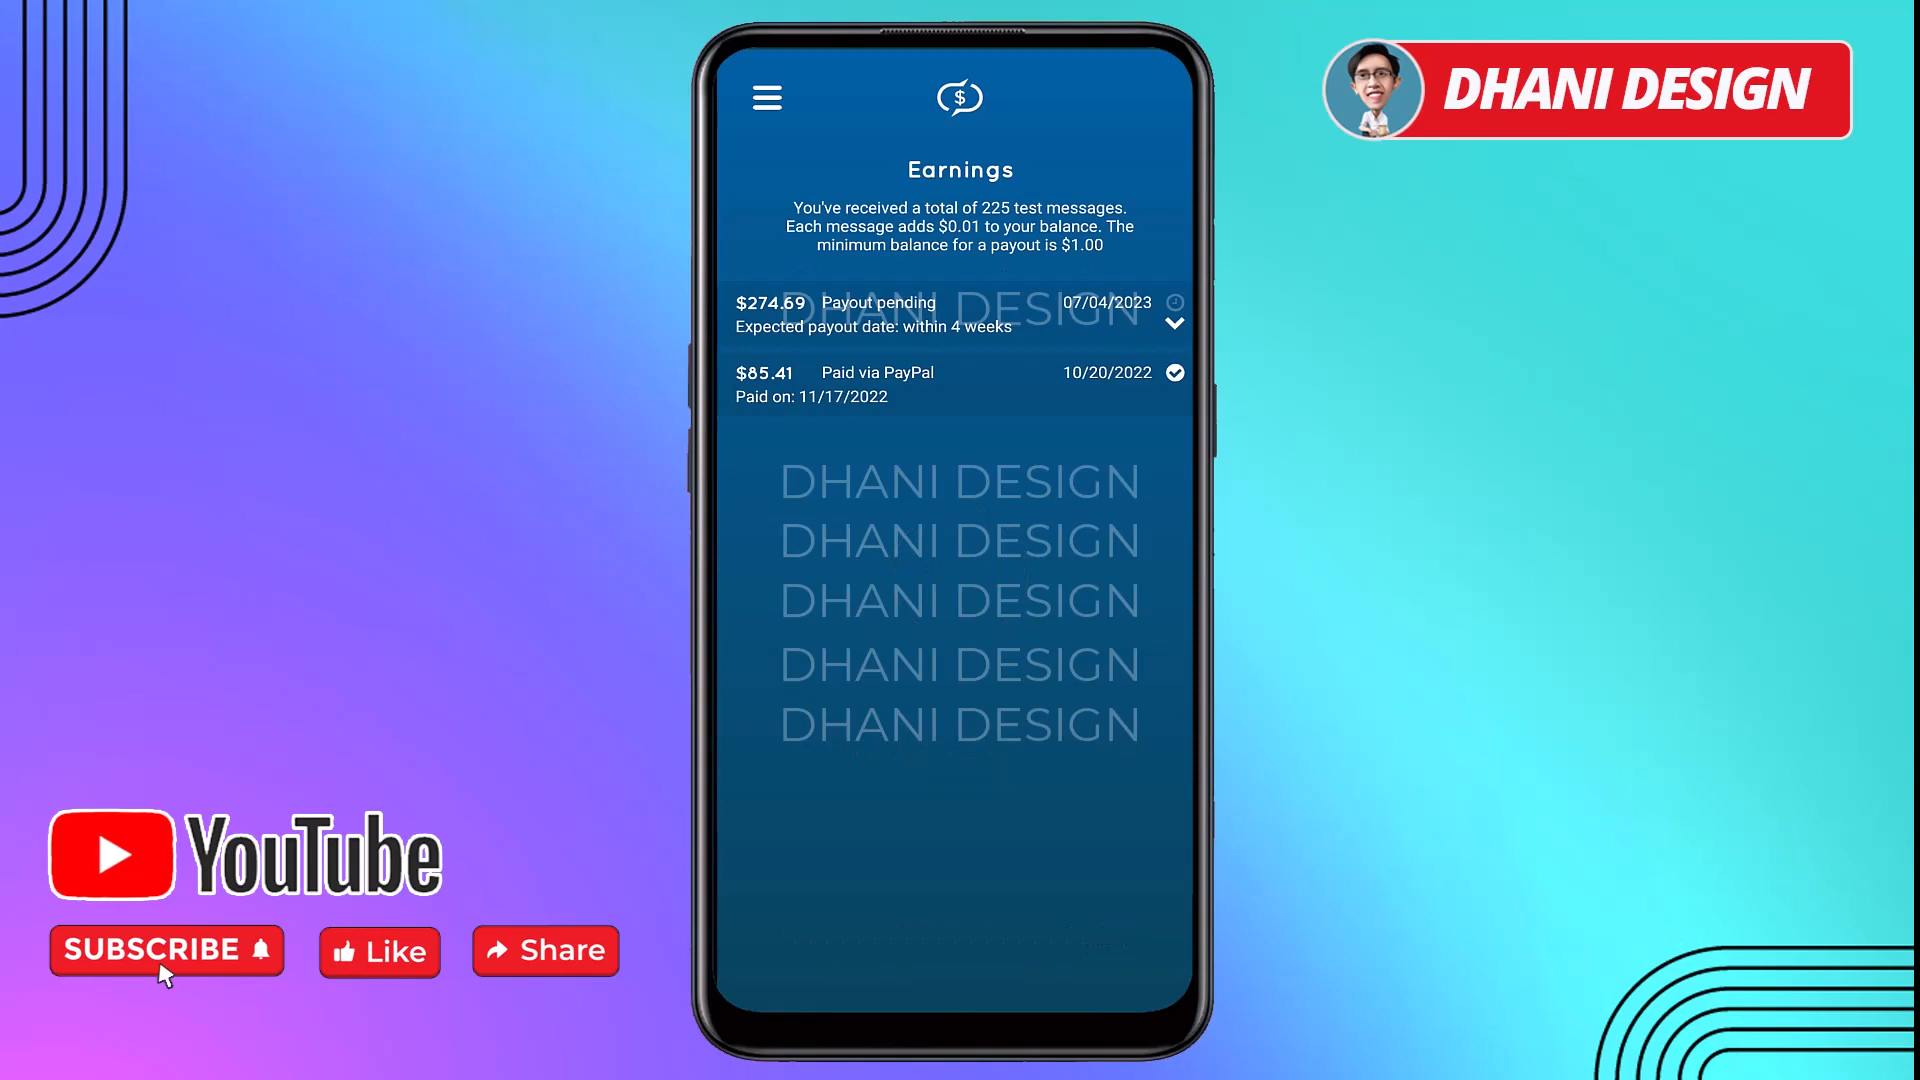 DHANI DESIGN
Earnings
You've received a total of 225 test messages.
Each message adds $0.01 to your balance. The
minimum balance for a payout is $1.00
$274.69 Payout pending 07/04/2023
DHANI DESIGN
Expected payout date: within 4 weeks
$85.41 Paid via PayPal 10/20/2022
Paid on: 11/17/2022
DHANI DESIGN
DHANI DESIGN
DHANI DESIGN
DHANI DESIGN
DHANI DESIGN
YouTube
SUBSCRIBE
Like
Share